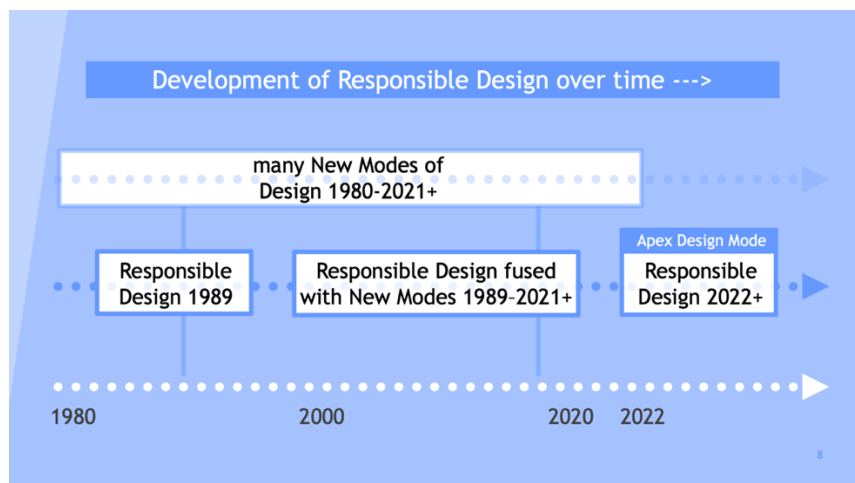 Development of Responsible Design over time --->
many New Modes of
Design 1980-2021+
Responsible
Design 1989
Responsible Design fused
with New Modes 1989–2021+
Apex Design Mode
Responsible
Design 2022+
1980
2000
2020
2022
8